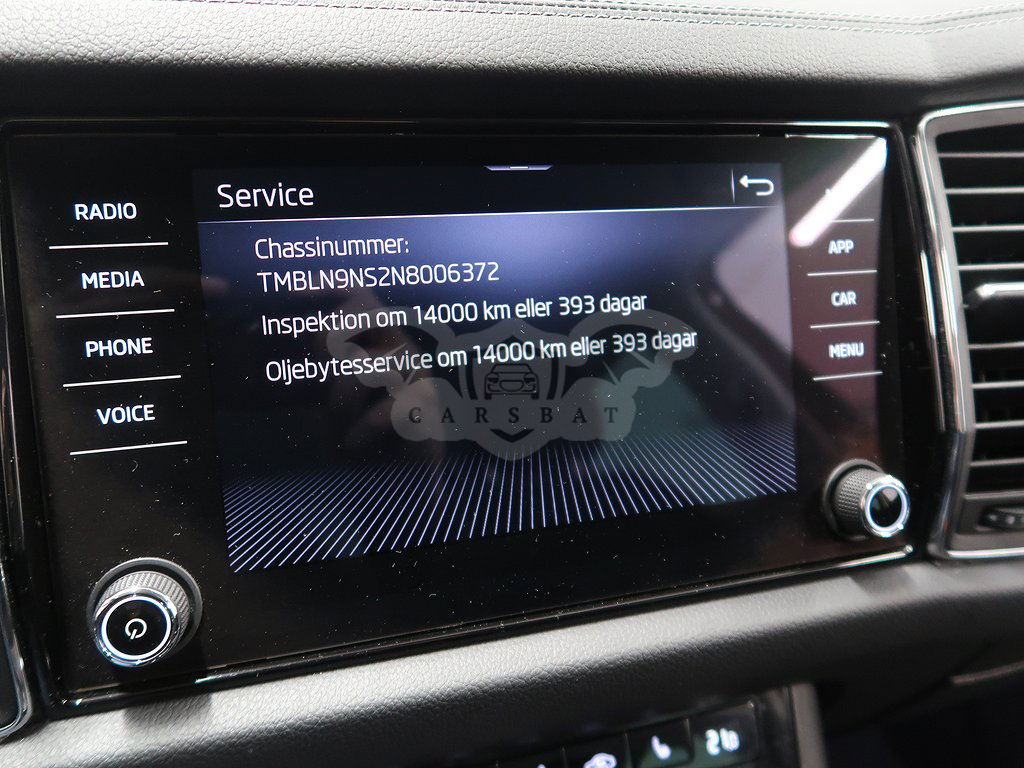 Service
RADIO
MEDIA
PHONE
VOICE
Chassinummer:
TMBLN9NS2N8006372
Inspektion om 14000 km eller 393 dagar
Oljebytesservice om 14000 km eller 393 dagar
CARSBAT
APP
CAR
MENU